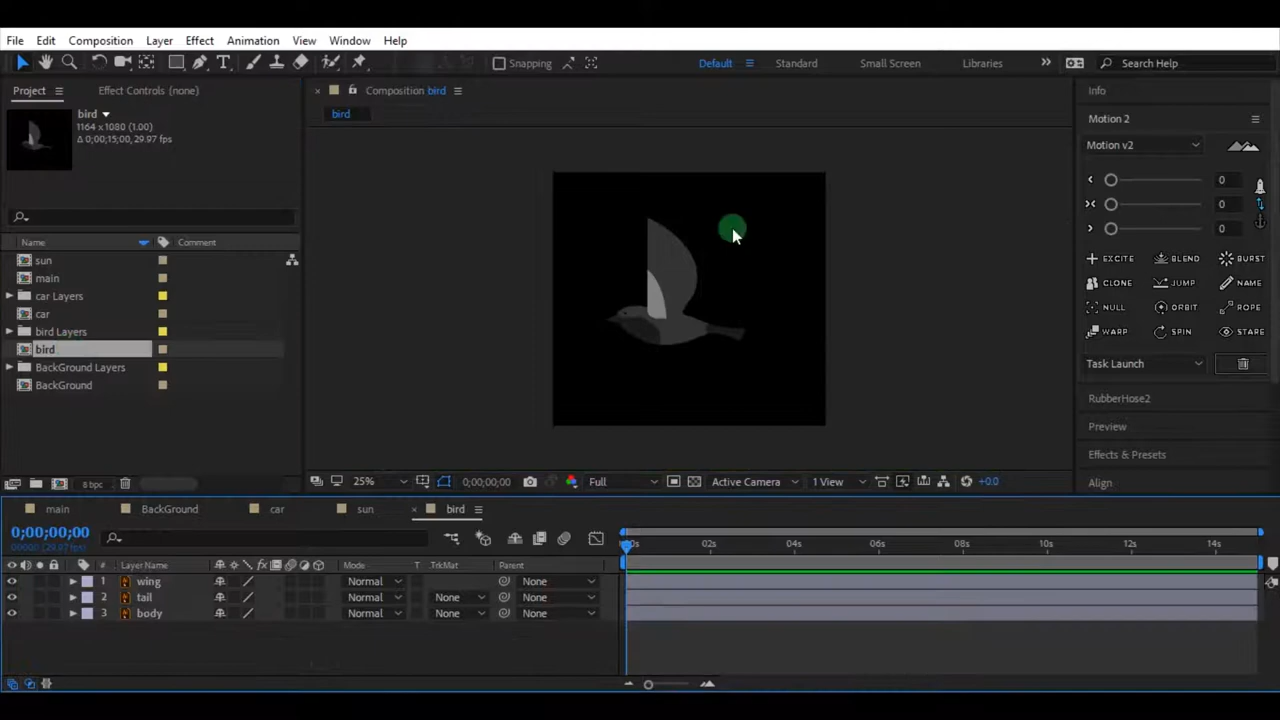 File Edit Composition Layer Effect Animation View Window Help
Snapping Default Standard Small Screen Libraries Search Help
Project Effect Controls (none) Composition bird Info
bird bird Motion 2
1164 x 1080 (1.00)
Δ 0;00;15;00, 29.97 fps
Motion v2
0
0
0
Name Comment
sun
main
car Layers
car
bird Layers
bird
BackGround Layers
BackGround
EXCITE BLEND BURST
CLONE JUMP NAME
NULL ORBIT ROPE
WARP SPIN STARE
Task Launch
RubberHose2
Preview
Effects & Presets
Align
8 bpc 25% 0;00;00;00 Full Active Camera 1 View +0.0
main BackGround car sun bird
0;00;00;00
00000 (29.97 fps)
00s 02s 04s 06s 08s 10s 12s 14s
# Layer Name Mode T TrkMat Parent
1 wing Normal None
2 tail Normal None None
3 body Normal None None